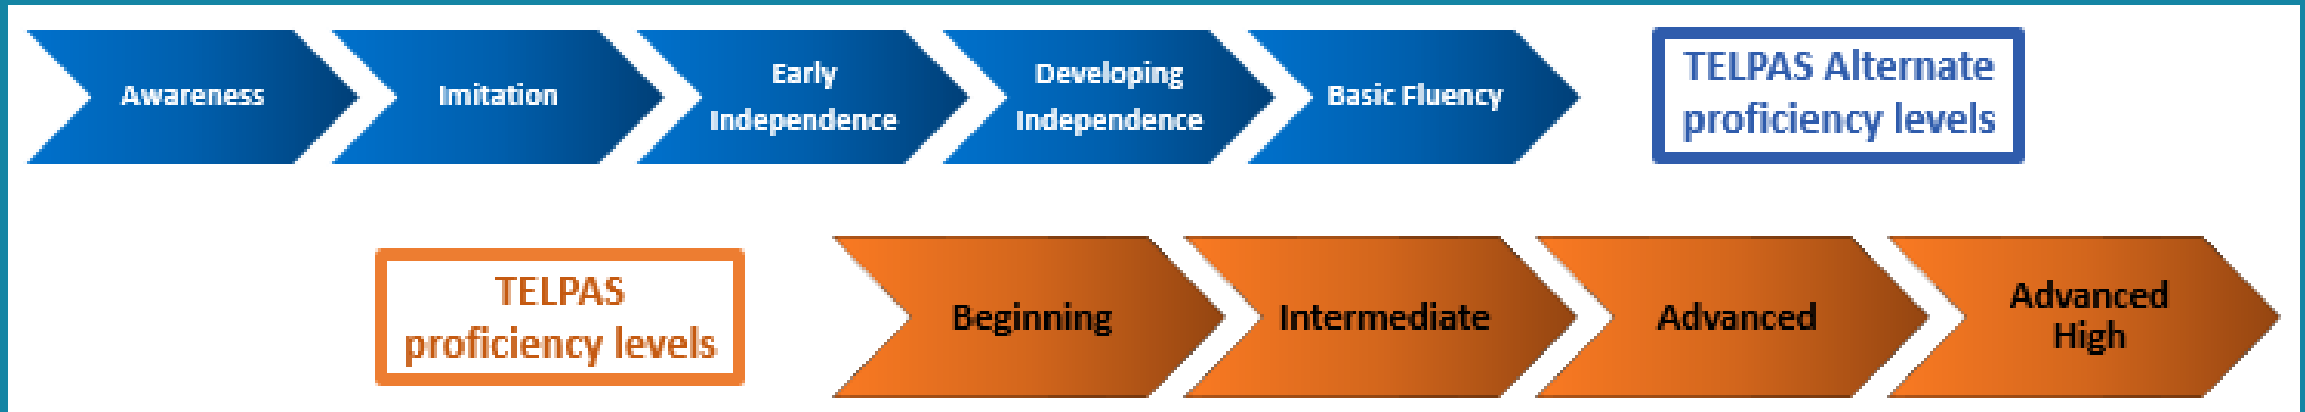 Awareness
Imitation
Early
Independence
Developing
Independence
Basic Fluency
TELPAS Alternate
proficiency levels
TELPAS
proficiency levels
Beginning
Intermediate
Advanced
Advanced
High